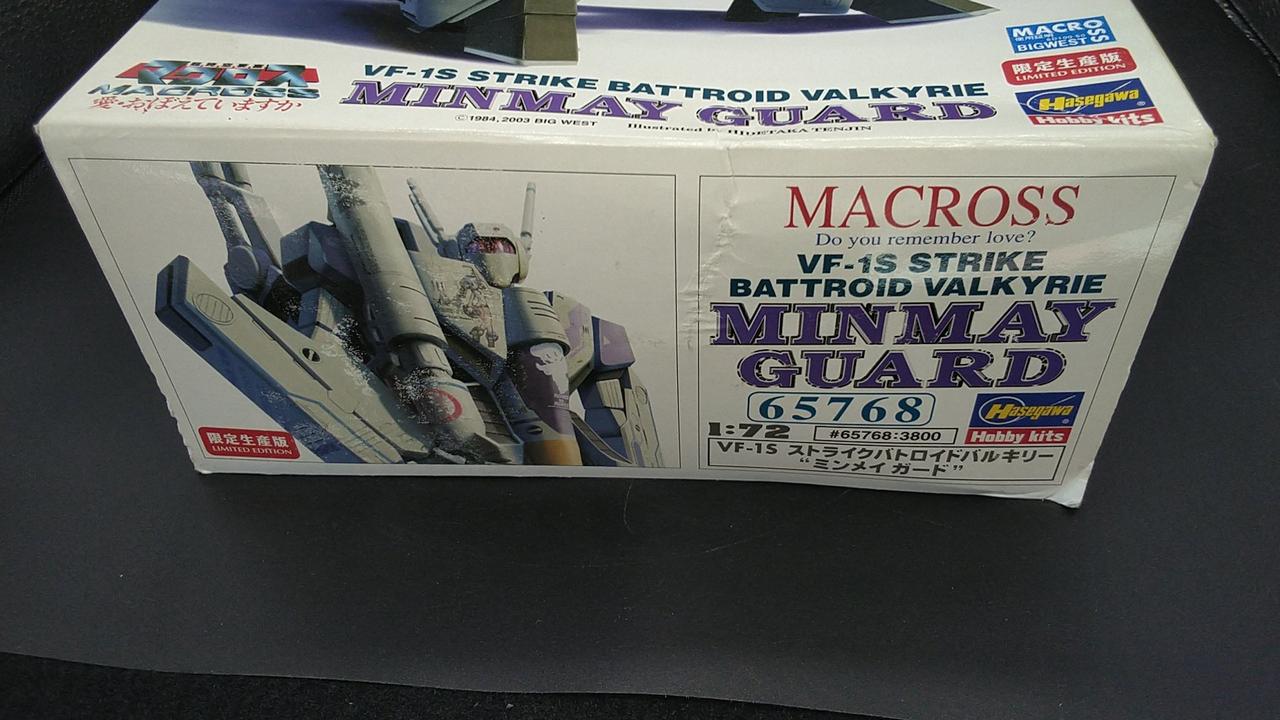 MACROSS
愛・おぼえていますか
VF-1S STRIKE BATTROID VALKYRIE
MINMAY GUARD
©1984, 2003 BIG WEST
Illustrated by HIDETAKA TENJIN
MACROSS
BIGWEST
限定生産版
LIMITED EDITION
Hasegawa
Hobby kits
限定生産版
LIMITED EDITION
MACROSS
Do you remember love?
VF-1S STRIKE
BATTROID VALKYRIE
MINMAY
GUARD
65768
1:72
#65768:3800
Hasegawa
Hobby kits
VF-1S ストライクバトロイドバルキリー
“ミンメイ ガード”